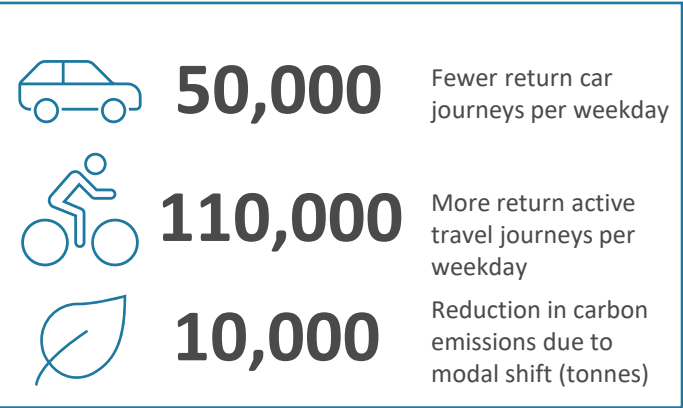 50,000
Fewer return car
journeys per weekday
110,000
More return active
travel journeys per
weekday
10,000
Reduction in carbon
emissions due to
modal shift (tonnes)